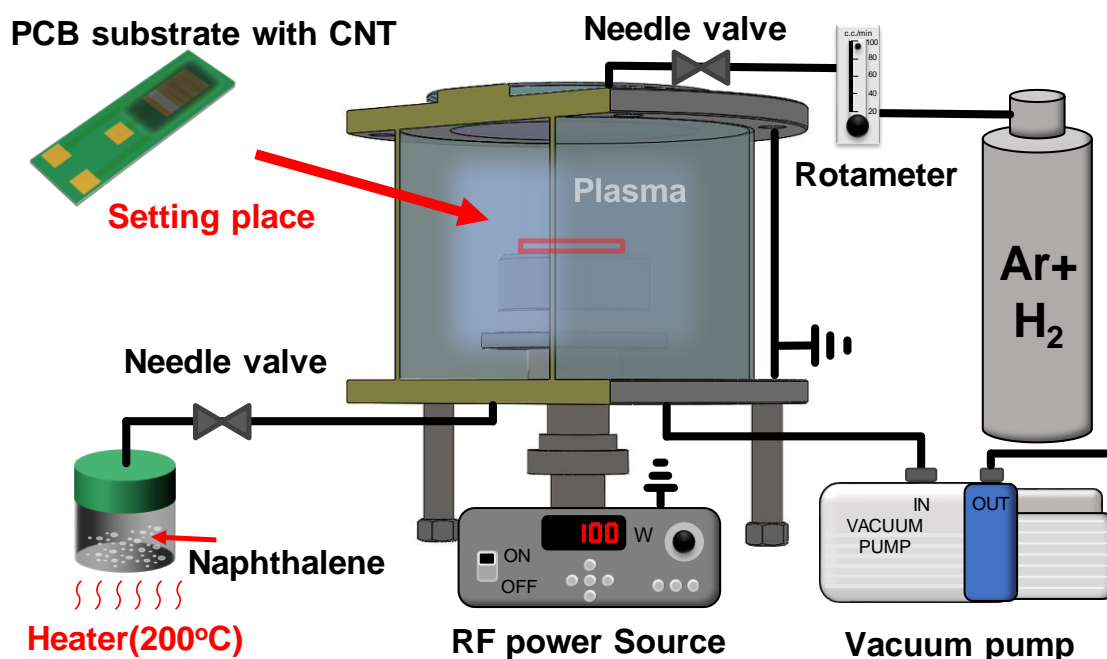 PCB substrate with CNT
Needle valve
c.c./min
100
80
60
40
20
Rotameter
Setting place
Plasma
Ar+
H₂
Needle valve
Naphthalene
Heater(200°C)
100 W
ON
OFF
RF power Source
IN
OUT
VACUUM
PUMP
Vacuum pump